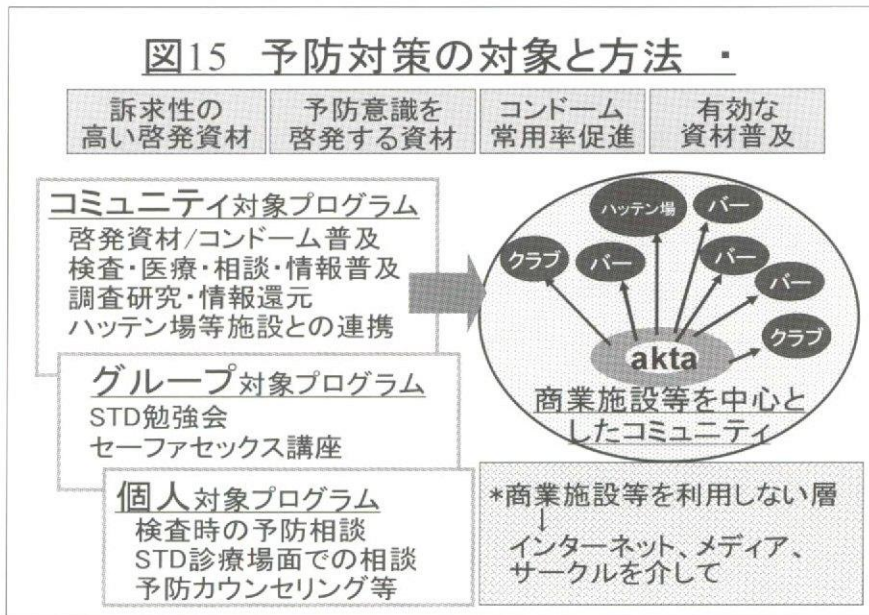 図15 予防対策の対象と方法 ・
訴求性の
高い啓発資材
予防意識を
啓発する資材
コンドーム
常用率促進
有効な
資材普及
コミュニティ対象プログラム
啓発資材/コンドーム普及
検査・医療・相談・情報普及
調査研究・情報還元
ハッテン場等施設との連携
グループ対象プログラム
STD勉強会
セーファセックス講座
個人対象プログラム
検査時の予防相談
STD診療場面での相談
予防カウンセリング等
ハッテン場
バー
クラブ
バー
バー
バー
クラブ
akta
商業施設等を中心と
したコミュニティ
*商業施設等を利用しない層
↓
インターネット、メディア、
サークルを介して